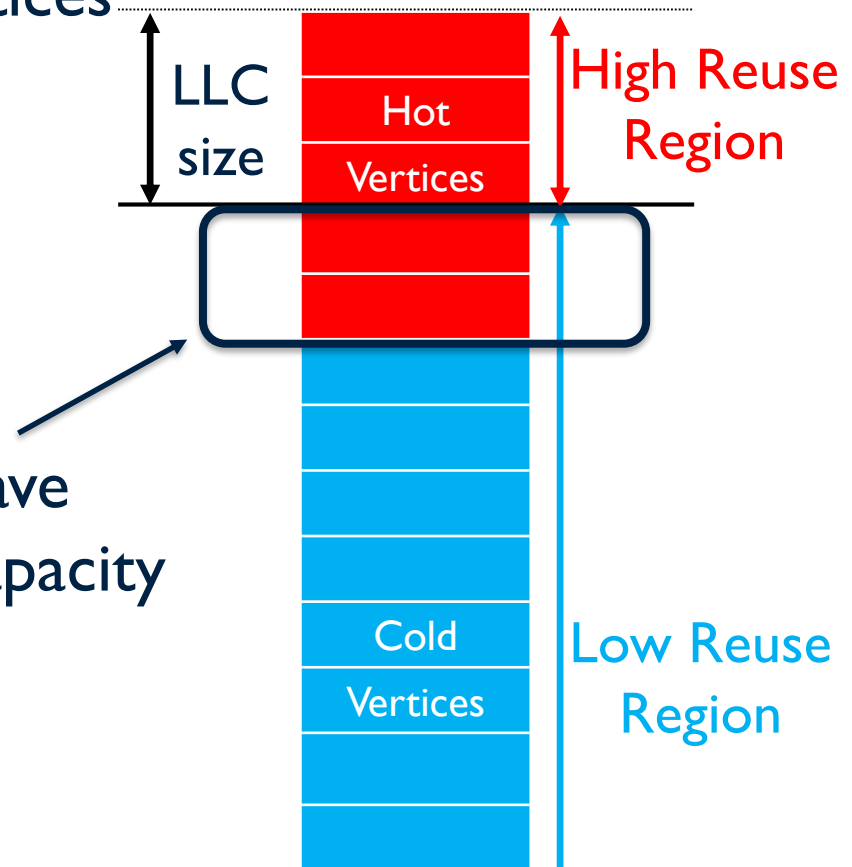 LLC
size
Hot
Vertices
High Reuse
Region
Cold
Vertices
Low Reuse
Region